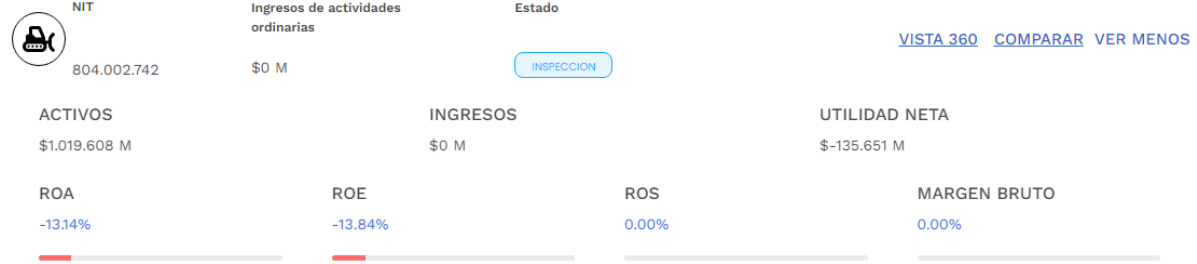 NIT
Ingresos de actividades
ordinarias
Estado
804.002.742
$0 M
INSPECCION
VISTA 360 COMPARAR VER MENOS
ACTIVOS INGRESOS UTILIDAD NETA
$1.019.608 M $0 M $-135.651 M
ROA ROE ROS MARGEN BRUTO
-13.14% -13.84% 0.00% 0.00%